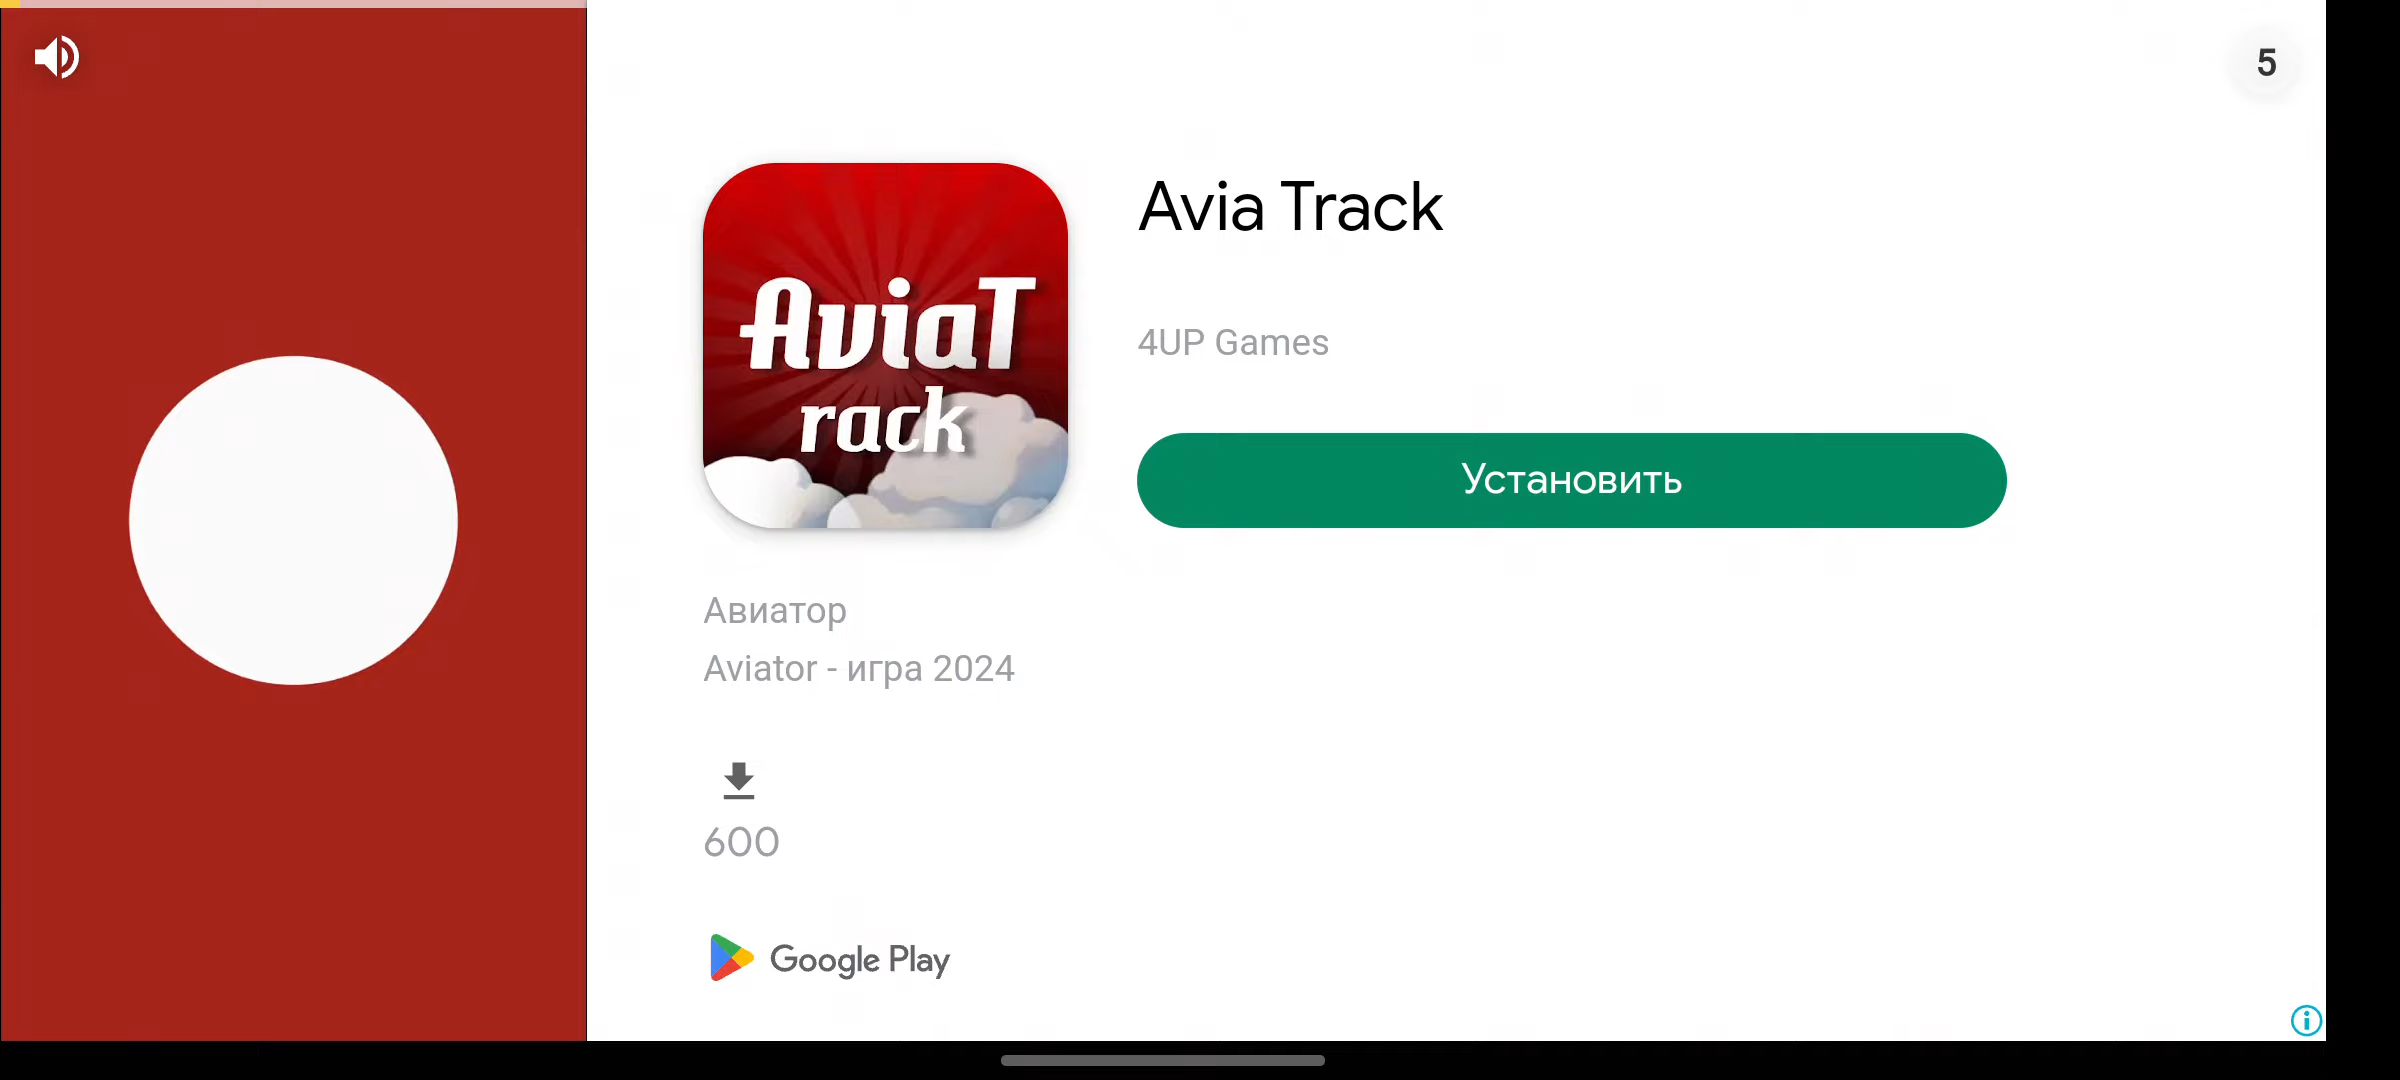 5
Avia Track
AviaT
rack
4UP Games
Установить
Авиатор
Aviator - игра 2024
600
Google Play